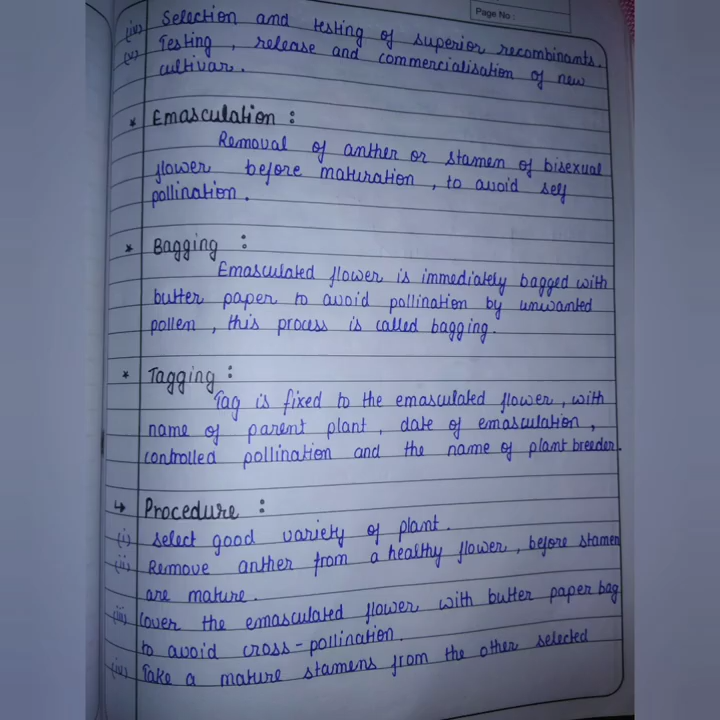 Page No :
(iv) Selection and testing of superior recombinants.
(v) Testing , release and commercialisation of new
cultivar.
* Emasculation :
Removal of anther or stamen of bisexual
flower before maturation , to avoid self
pollination .
* Bagging :
Emasculated flower is immediately bagged with
butter paper to avoid pollination by unwanted
pollen , this process is called bagging.
* Tagging :
Tag is fixed to the emasculated flower , with
name of parent plant , date of emasculation ,
controlled pollination and the name of plant breeder.
↳ Procedure :
(i) Select good variety of plant .
(ii) Remove anther from a healthy flower , before stamen
are mature .
(iii) Cover the emasculated flower with butter paper bag
to avoid cross-pollination .
(iv) Take a mature stamens from the other selected